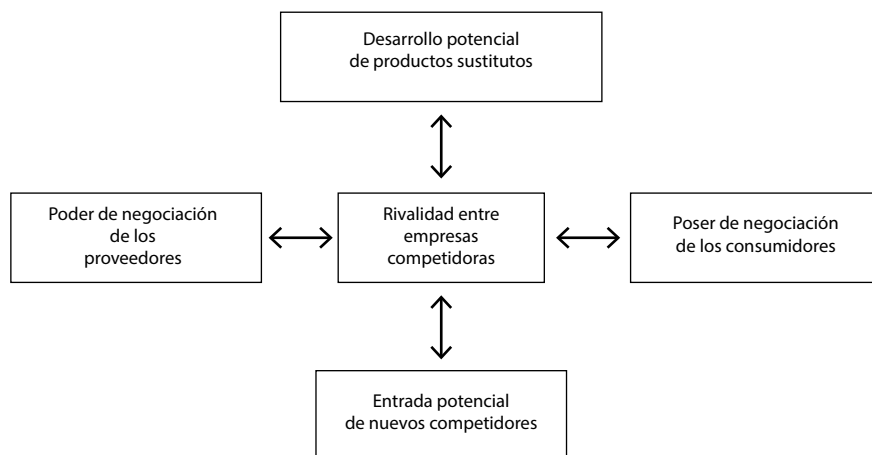 Desarrollo potencial
de productos sustitutos
Poder de negociación
de los
proveedores
Rivalidad entre
empresas
competidoras
Poser de negociación
de los consumidores
Entrada potencial
de nuevos competidores